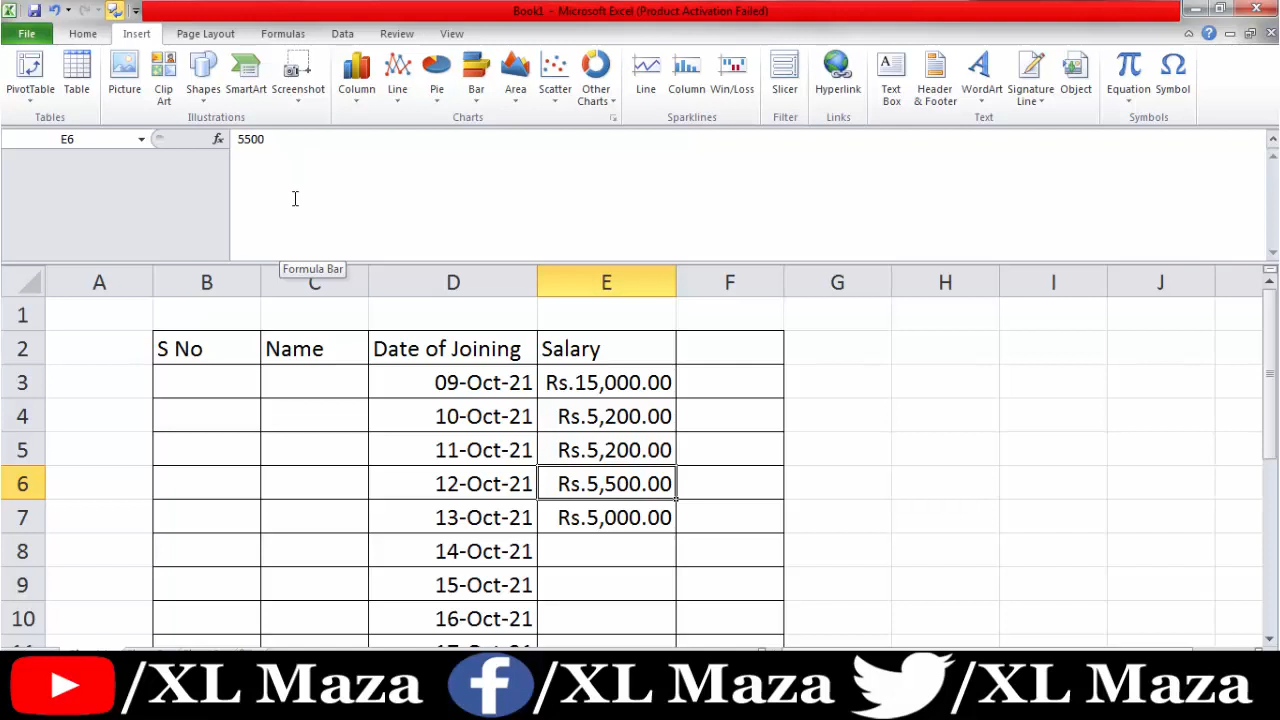 Book1 - Microsoft Excel (Product Activation Failed)
File Home Insert Page Layout Formulas Data Review View
PivotTable Table Picture Clip Art Shapes SmartArt Screenshot Column Line Pie Bar Area Scatter Other Charts Line Column Win/Loss Slicer Hyperlink Text Box Header & Footer WordArt Signature Line Object Equation Symbol
Tables Illustrations Charts Sparklines Filter Links Text Symbols
E6 fx 5500
Formula Bar
A B C D E F G H I J
1
2 S No Name Date of Joining Salary
3 09-Oct-21 Rs.15,000.00
4 10-Oct-21 Rs.5,200.00
5 11-Oct-21 Rs.5,200.00
6 12-Oct-21 Rs.5,500.00
7 13-Oct-21 Rs.5,000.00
8 14-Oct-21
9 15-Oct-21
10 16-Oct-21
/XL Maza /XL Maza /XL Maza